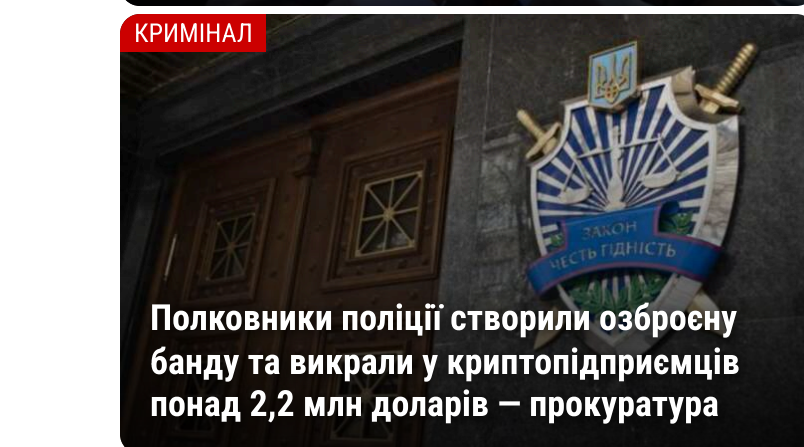 КРИМІНАЛ
ЗАКОН
ЧЕСТЬ ГІДНІСТЬ
Полковники поліції створили озброєну
банду та викрали у криптопідприємців
понад 2,2 млн доларів — прокуратура